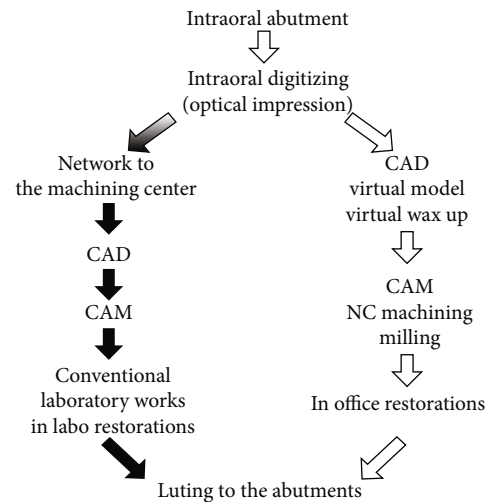 Intraoral abutment
Intraoral digitizing
(optical impression)
Network to
the machining center
CAD
CAM
Conventional
laboratory works
in labo restorations
CAD
virtual model
virtual wax up
CAM
NC machining
milling
In office restorations
Luting to the abutments